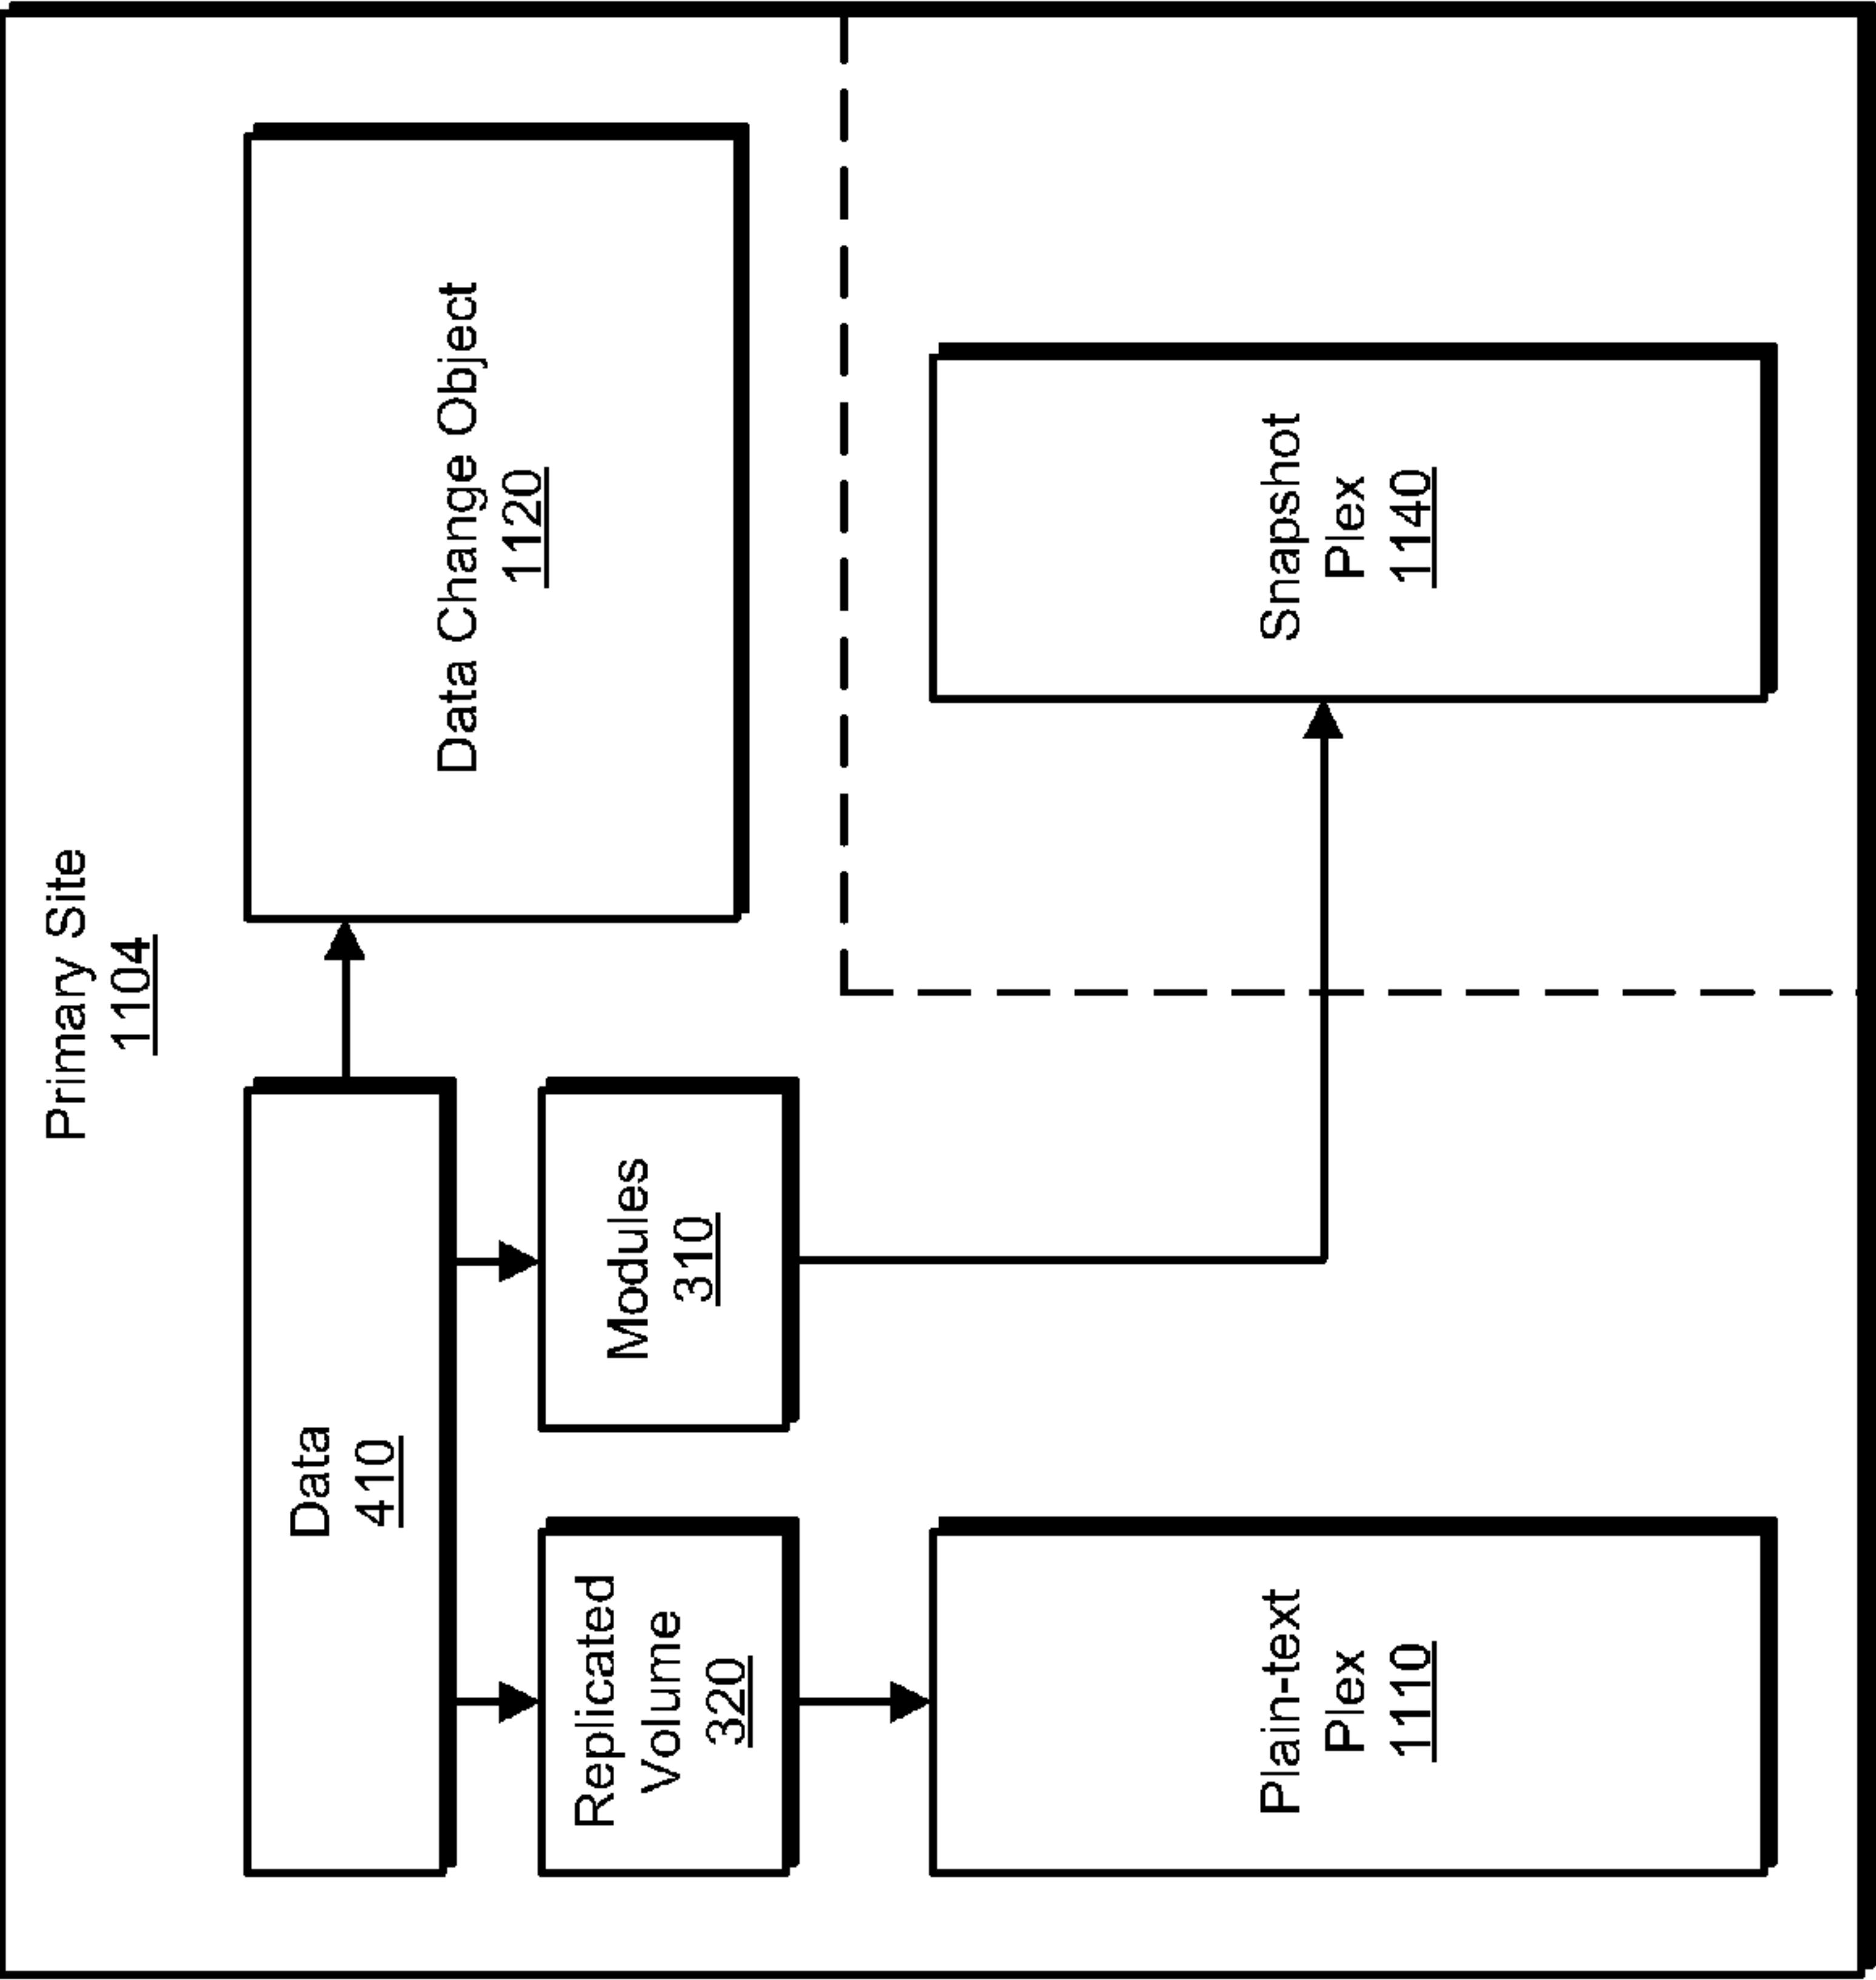 Primary Site
1104
Data
410
Data Change Object
1120
Replicated
Volume
320
Modules
310
Plain-text
Plex
1110
Snapshot
Plex
1140